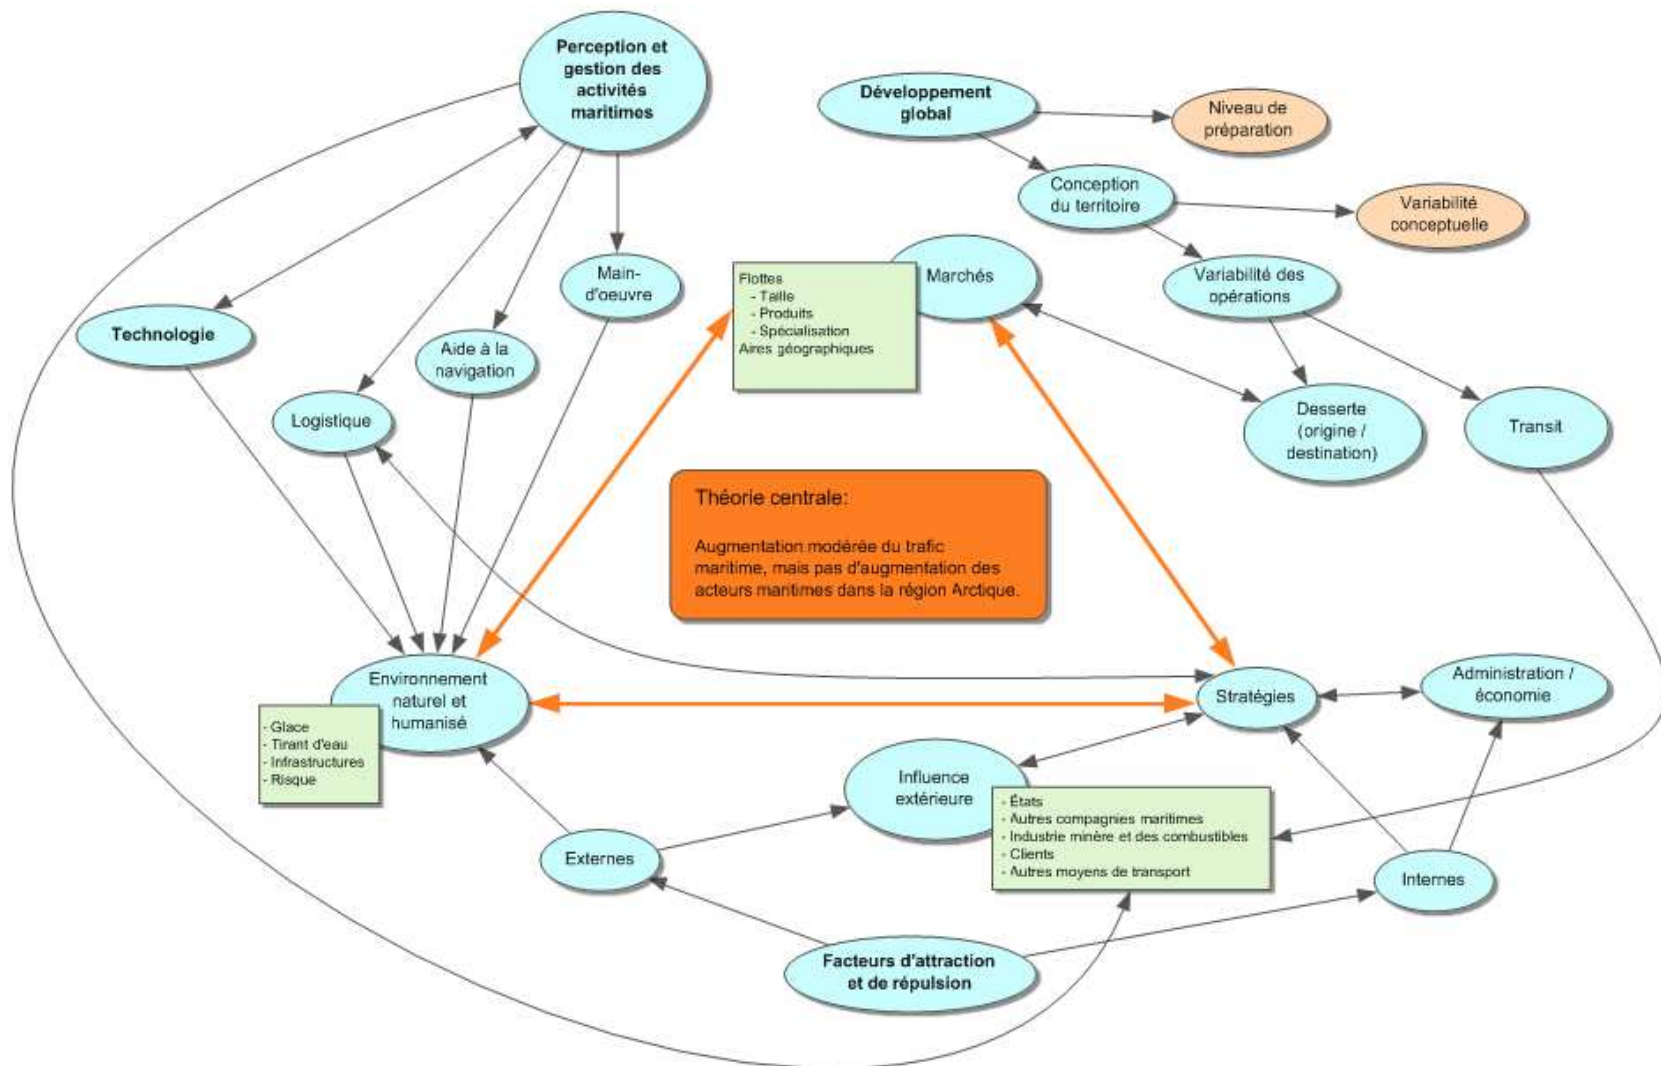 Perception et
gestion des
activités
maritimes
Développement
global
Niveau de
préparation
Conception
du territoire
Variabilité
conceptuelle
Main-
d'oeuvre
Marchés
Flottes
- Taille
- Produits
- Spécialisation
Aires géographiques
Variabilité des
opérations
Technologie
Aide à la
navigation
Logistique
Desserte
(origine /
destination)
Transit
Théorie centrale:
Augmentation modérée du trafic
maritime, mais pas d'augmentation des
acteurs maritimes dans la région Arctique.
Environnement
naturel et
humanisé
- Glace
- Tirant d'eau
- Infrastructures
- Risque
Stratégies
Administration /
économie
Influence
extérieure
- États
- Autres compagnies maritimes
- Industrie minère et des combustibles
- Clients
- Autres moyens de transport
Externes
Internes
Facteurs d'attraction
et de répulsion